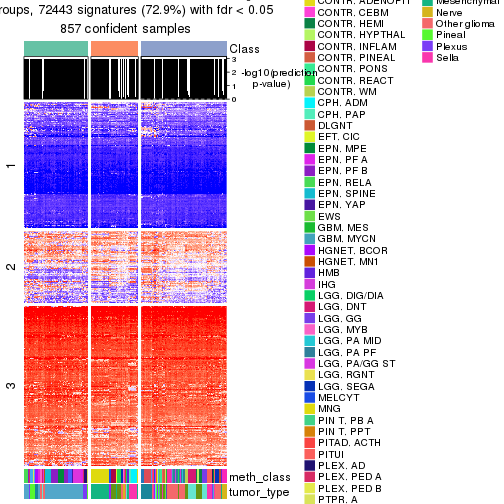 roups, 72443 signatures (72.9%) with fdr < 0.05
857 confident samples
Class
3
2
1
0
-log10(prediction
p-value)
1
2
3
meth_class
tumor_type
CONTR. ADENOPIT
CONTR. CEBM
CONTR. HEMI
CONTR. HYPTHAL
CONTR. INFLAM
CONTR. PINEAL
CONTR. PONS
CONTR. REACT
CONTR. WM
CPH. ADM
CPH. PAP
DLGNT
EFT. CIC
EPN. MPE
EPN. PF A
EPN. PF B
EPN. RELA
EPN. SPINE
EPN. YAP
EWS
GBM. MES
GBM. MYCN
HGNET. BCOR
HGNET. MN1
HMB
IHG
LGG. DIG/DIA
LGG. DNT
LGG. GG
LGG. MYB
LGG. PA MID
LGG. PA PF
LGG. PA/GG ST
LGG. RGNT
LGG. SEGA
MELCYT
MNG
PIN T. PB A
PIN T. PPT
PITAD. ACTH
PITUI
PLEX. AD
PLEX. PED A
PLEX. PED B
PTPR. A
Mesenchymal
Nerve
Other glioma
Pineal
Plexus
Sella